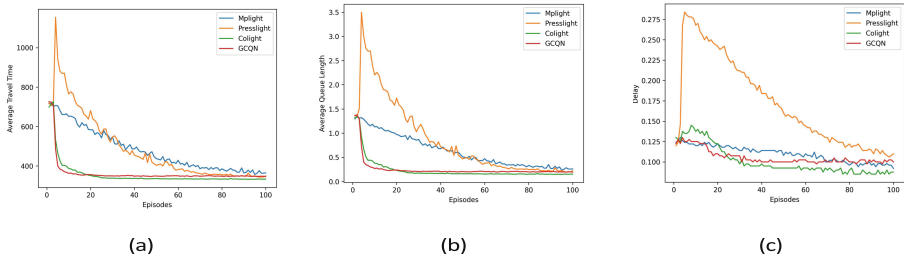 Mplight
Presslight
Colight
GCQN
1000
800
600
400
0
20
40
60
80
100
Average Travel Time
Episodes
(a)
Mplight
Presslight
Colight
GCQN
3.5
3.0
2.5
2.0
1.5
1.0
0.5
0.0
0
20
40
60
80
100
Average Queue Length
Episodes
(b)
Mplight
Presslight
Colight
GCQN
0.275
0.250
0.225
0.200
0.175
0.150
0.125
0.100
0
20
40
60
80
100
Delay
Episodes
(c)